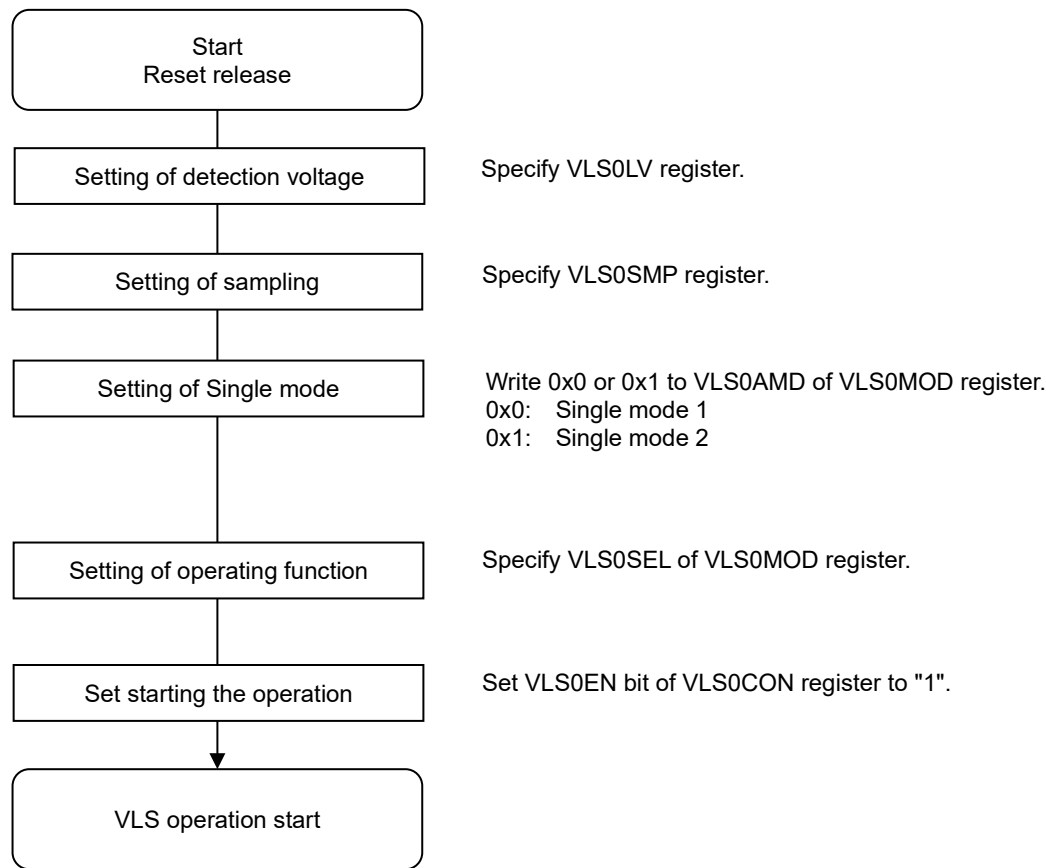 Start
Reset release
Setting of detection voltage
Specify VLS0LV register.
Setting of sampling
Specify VLS0SMP register.
Setting of Single mode
Write 0x0 or 0x1 to VLS0AMD of VLS0MOD register.
0x0: Single mode 1
0x1: Single mode 2
Setting of operating function
Specify VLS0SEL of VLS0MOD register.
Set starting the operation
Set VLS0EN bit of VLS0CON register to "1".
VLS operation start